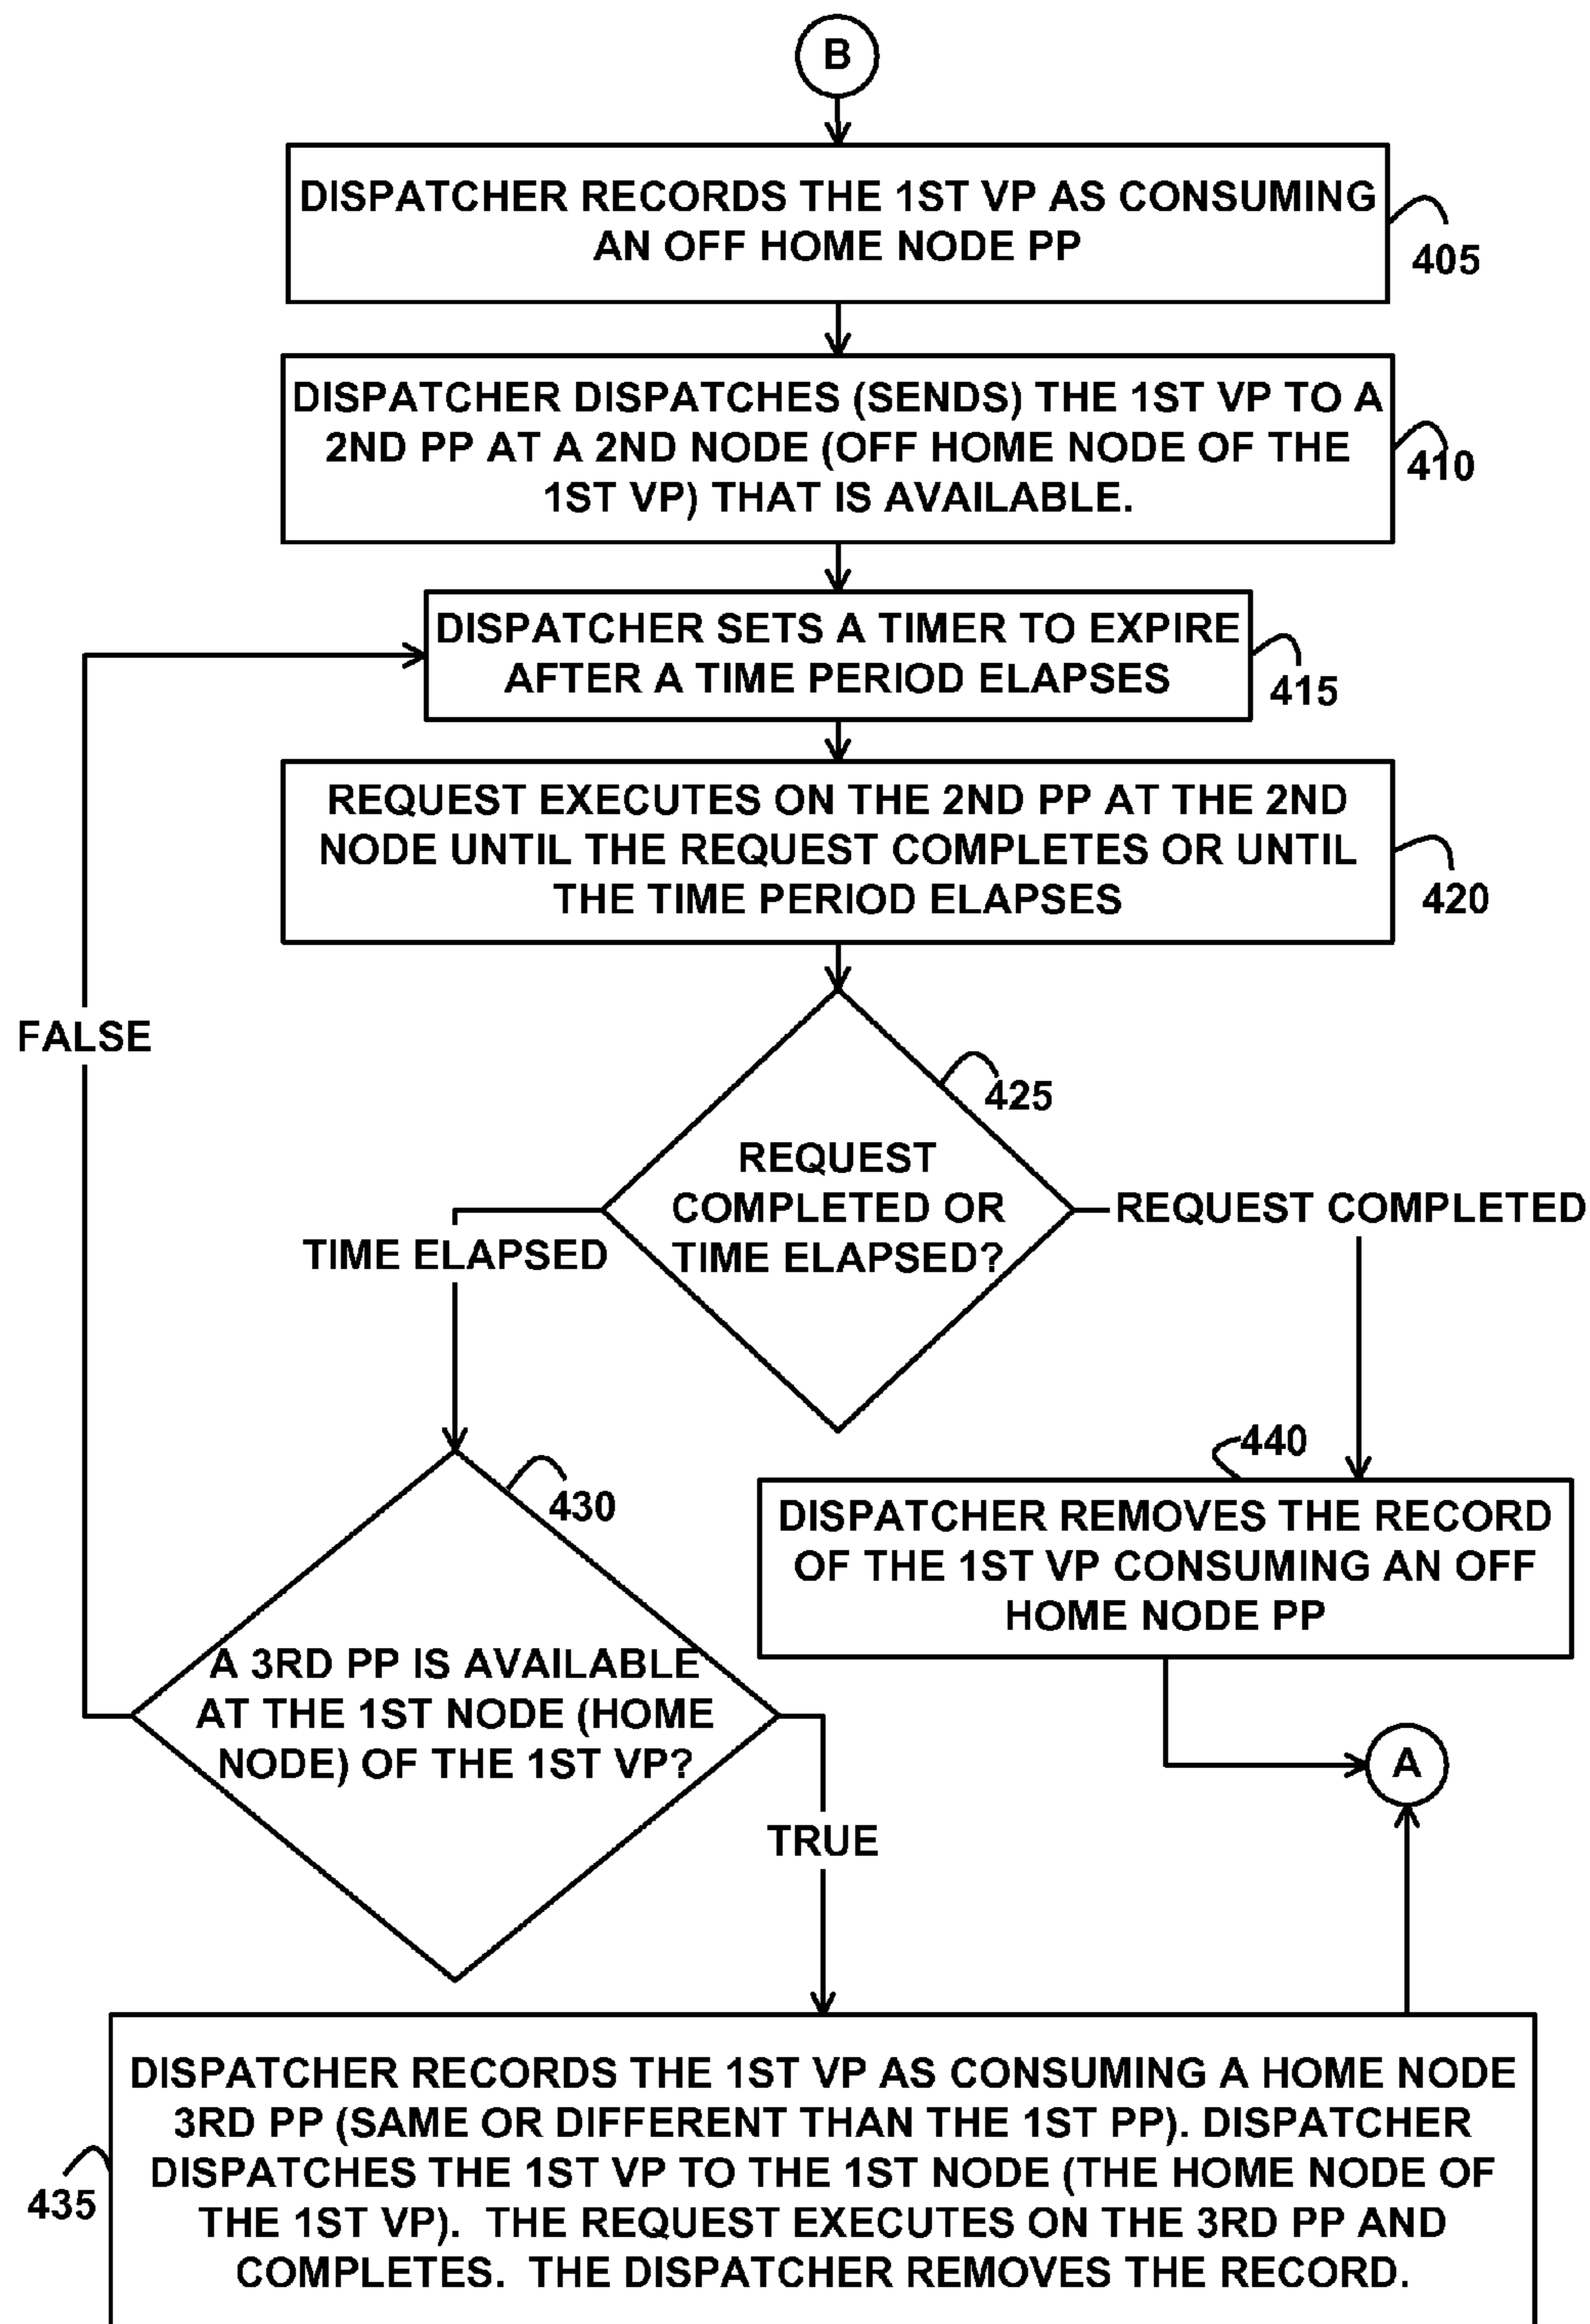 B
DISPATCHER RECORDS THE 1ST VP AS CONSUMING
AN OFF HOME NODE PP
405
DISPATCHER DISPATCHES (SENDS) THE 1ST VP TO A
2ND PP AT A 2ND NODE (OFF HOME NODE OF THE
1ST VP) THAT IS AVAILABLE.
410
DISPATCHER SETS A TIMER TO EXPIRE
AFTER A TIME PERIOD ELAPSES
415
REQUEST EXECUTES ON THE 2ND PP AT THE 2ND
NODE UNTIL THE REQUEST COMPLETES OR UNTIL
THE TIME PERIOD ELAPSES
420
FALSE
425
REQUEST
COMPLETED OR
TIME ELAPSED?
REQUEST COMPLETED
TIME ELAPSED
430
440
DISPATCHER REMOVES THE RECORD
OF THE 1ST VP CONSUMING AN OFF
HOME NODE PP
A 3RD PP IS AVAILABLE
AT THE 1ST NODE (HOME
NODE) OF THE 1ST VP?
A
TRUE
DISPATCHER RECORDS THE 1ST VP AS CONSUMING A HOME NODE
3RD PP (SAME OR DIFFERENT THAN THE 1ST PP). DISPATCHER
DISPATCHES THE 1ST VP TO THE 1ST NODE (THE HOME NODE OF
THE 1ST VP). THE REQUEST EXECUTES ON THE 3RD PP AND
COMPLETES. THE DISPATCHER REMOVES THE RECORD.
435